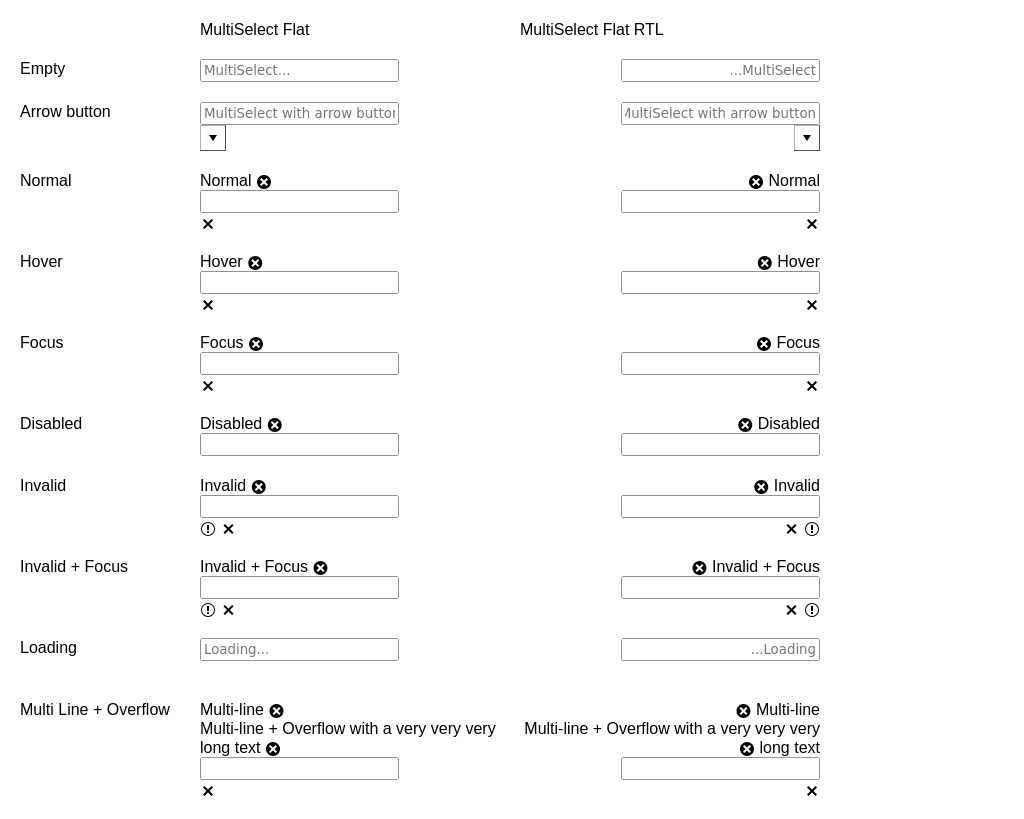 MultiSelect Flat MultiSelect Flat RTL
Empty MultiSelect... ...MultiSelect
Arrow button MultiSelect with arrow button MultiSelect with arrow button
Normal Normal Normal
Hover Hover Hover
Focus Focus Focus
Disabled Disabled Disabled
Invalid Invalid Invalid
Invalid + Focus Invalid + Focus Invalid + Focus
Loading Loading... ...Loading
Multi Line + Overflow Multi-line Multi-line
Multi-line + Overflow with a very very very Multi-line + Overflow with a very very very
long text long text